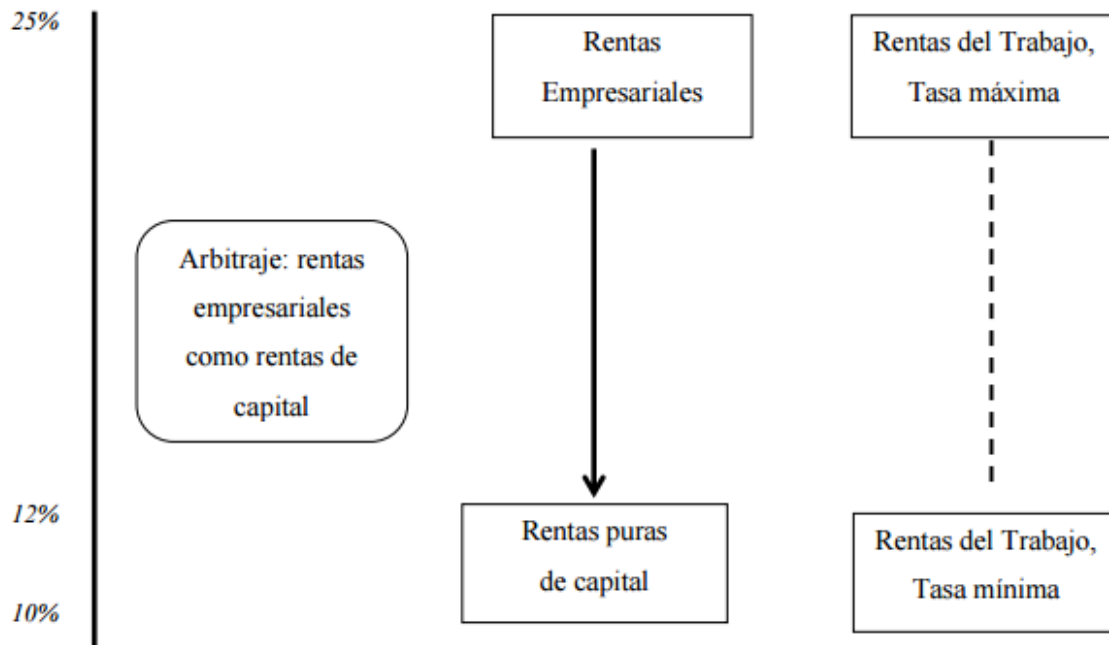 25%
Rentas
Empresariales
Rentas del Trabajo,
Tasa máxima
Arbitraje: rentas
empresariales
como rentas de
capital
12%
Rentas puras
de capital
Rentas del Trabajo,
Tasa mínima
10%